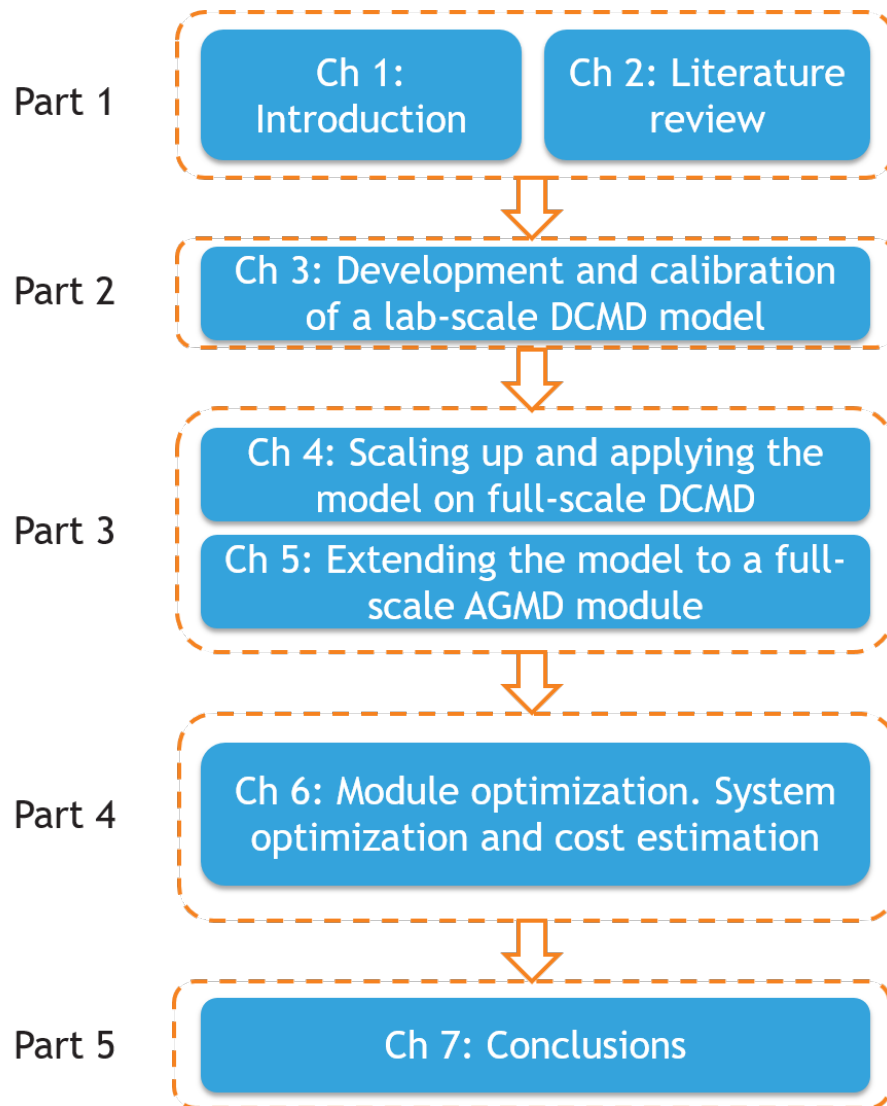 Part 1
Ch 1:
Introduction
Ch 2: Literature
review
Part 2
Ch 3: Development and calibration
of a lab-scale DCMD model
Part 3
Ch 4: Scaling up and applying the
model on full-scale DCMD
Ch 5: Extending the model to a full-
scale AGMD module
Part 4
Ch 6: Module optimization. System
optimization and cost estimation
Part 5
Ch 7: Conclusions